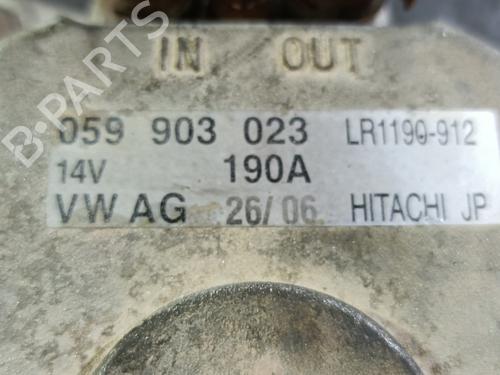 IN OUT
059 903 023 LR1190-912
14V 190A
VW AG 26/06 HITACHI JP
B-PARTS